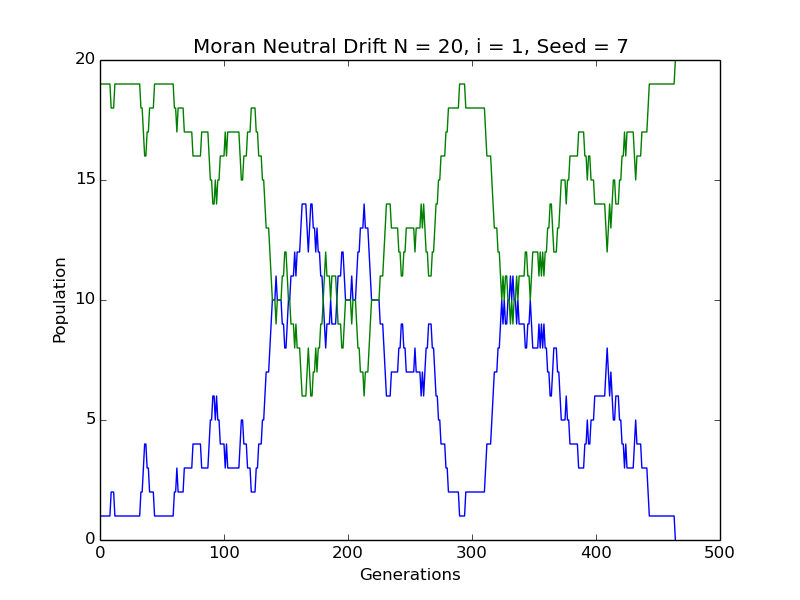 Moran Neutral Drift N = 20, i = 1, Seed = 7
20
15
10
5
0
Population
0 100 200 300 400 500
Generations